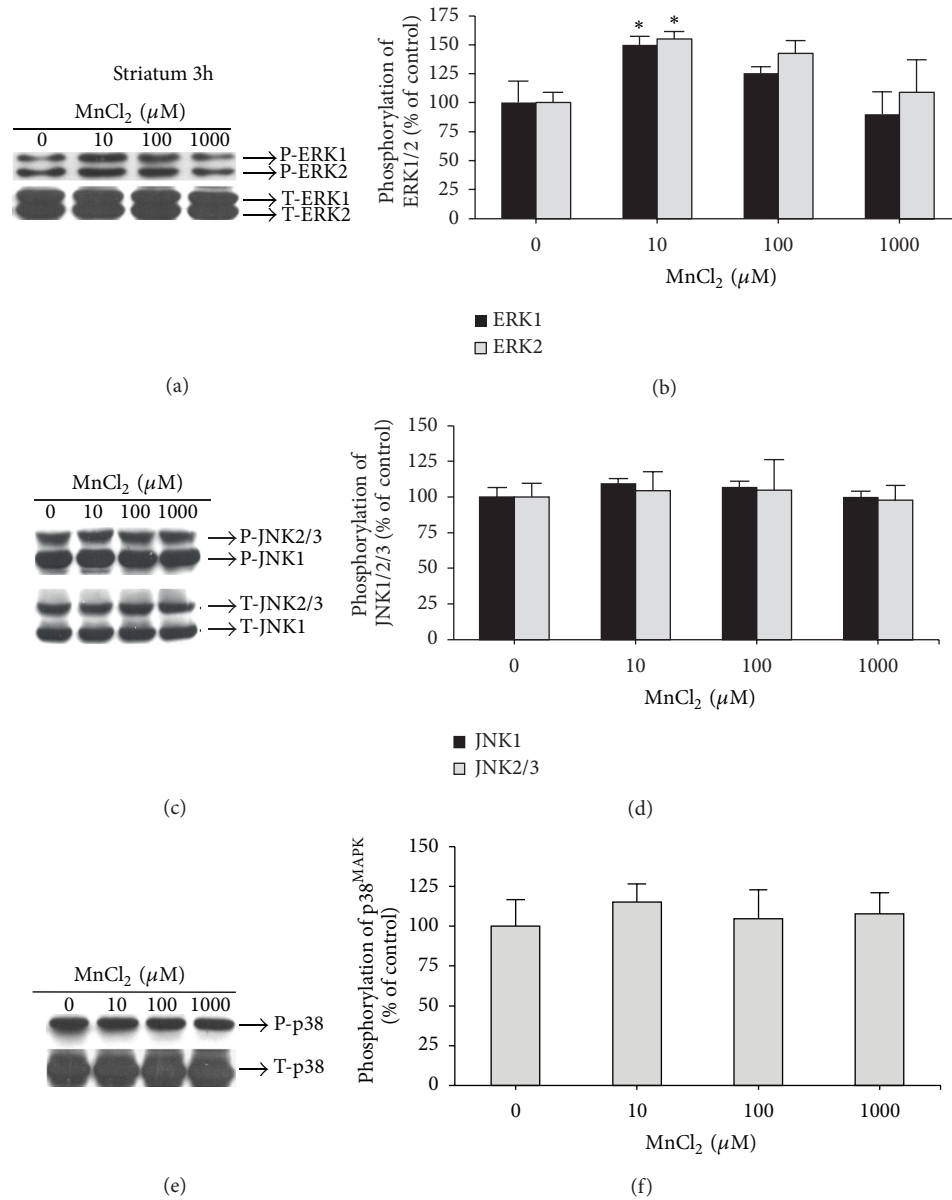 Striatum 3h
MnCl₂ (μM)
0 10 100 1000
P-ERK1
P-ERK2
T-ERK1
T-ERK2
(a)
Phosphorylation of
ERK1/2 (% of control)
175
150
125
100
75
50
25
0
* *
0 10 100 1000
MnCl₂ (μM)
ERK1
ERK2
(b)
MnCl₂ (μM)
0 10 100 1000
P-JNK2/3
P-JNK1
T-JNK2/3
T-JNK1
(c)
Phosphorylation of
JNK1/2/3 (% of control)
150
125
100
75
50
25
0
0 10 100 1000
MnCl₂ (μM)
JNK1
JNK2/3
(d)
MnCl₂ (μM)
0 10 100 1000
P-p38
T-p38
(e)
Phosphorylation of p38ᴹᴬᴾᴷ
(% of control)
150
125
100
75
50
25
0
0 10 100 1000
MnCl₂ (μM)
(f)